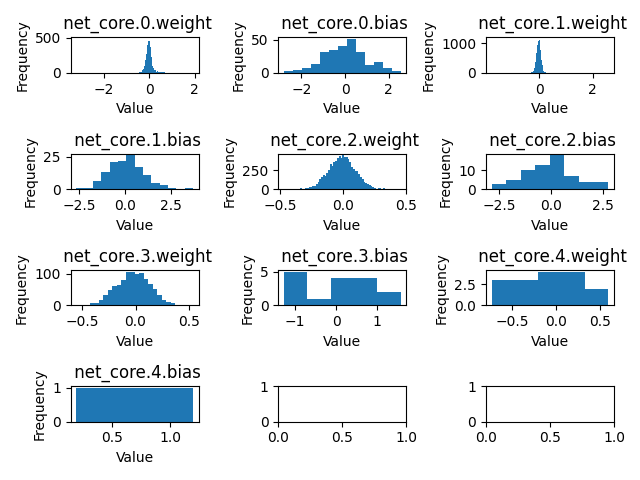 net_core.0.weight
net_core.0.bias
net_core.1.weight
Frequency
500
0
−2
0
2
Value
Frequency
50
0
−2
0
2
Value
Frequency
1000
0
0
2
Value
net_core.1.bias
net_core.2.weight
net_core.2.bias
Frequency
25
0
−2.5
0.0
2.5
Value
Frequency
250
0
−0.5
0.0
0.5
Value
Frequency
10
0
−2.5
0.0
2.5
Value
net_core.3.weight
net_core.3.bias
net_core.4.weight
Frequency
100
0
−0.5
0.0
0.5
Value
Frequency
5
0
−1
0
1
Value
Frequency
2.5
0.0
−0.5
0.0
0.5
Value
net_core.4.bias
Frequency
1
0
0.5
1.0
Value
1
0
0.0
0.5
1.0
1
0
0.0
0.5
1.0